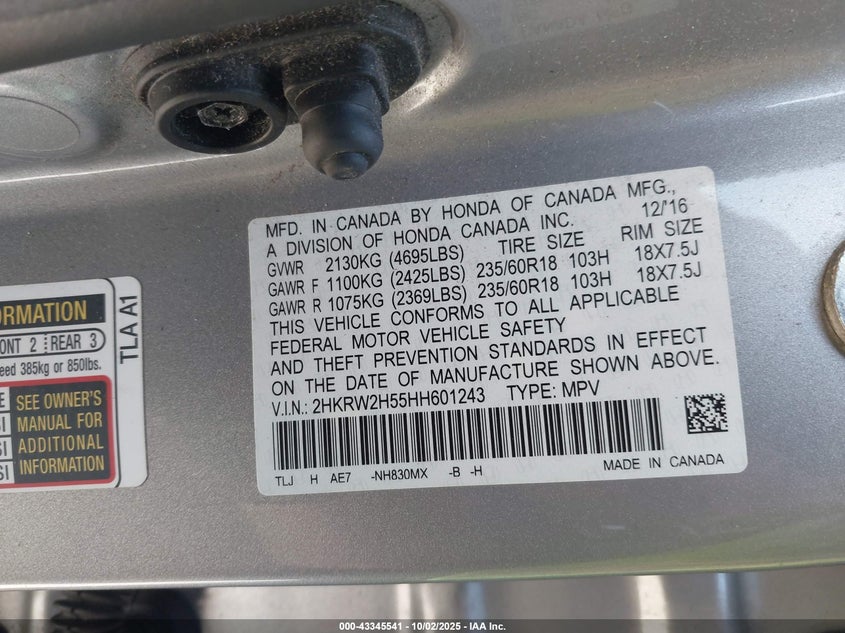 MFD. IN CANADA BY HONDA OF CANADA MFG.,
A DIVISION OF HONDA CANADA INC. 12/'16
GVWR 2130KG (4695LBS) TIRE SIZE RIM SIZE
GAWR F 1100KG (2425LBS) 235/60R18 103H 18X7.5J
GAWR R 1075KG (2369LBS) 235/60R18 103H 18X7.5J
THIS VEHICLE CONFORMS TO ALL APPLICABLE
FEDERAL MOTOR VEHICLE SAFETY
AND THEFT PREVENTION STANDARDS IN EFFECT
ON THE DATE OF MANUFACTURE SHOWN ABOVE.
V.I.N.: 2HKRW2H55HH601243 TYPE: MPV
TLJ H AE7 -NH830MX -B -H MADE IN CANADA
ORMATION
ONT 2 REAR 3
eed 385kg or 850lbs.
E SEE OWNER'S
SI MANUAL FOR
SI ADDITIONAL
SI INFORMATION
TLA A1
000-43345541 - 10/02/2025 - IAA Inc.